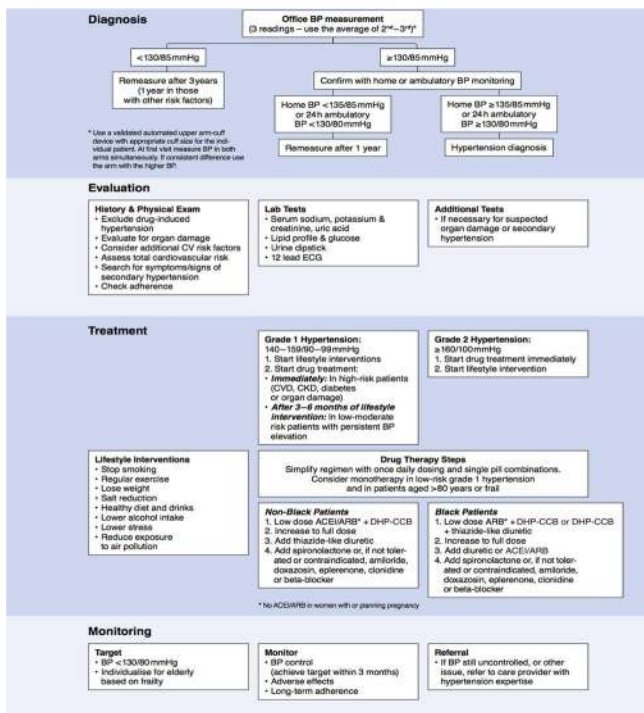 Diagnosis
Office BP measurement
(3 readings – use the average of 2nd–3rd)*
<130/85 mmHg
≥130/85 mmHg
Remeasure after 3 years
(1 year in those
with other risk factors)
Confirm with home or ambulatory BP monitoring
Home BP <135/85 mmHg
or 24 h ambulatory
BP <130/80 mmHg
Home BP ≥135/85 mmHg
or 24 h ambulatory
BP ≥130/80 mmHg
Remeasure after 1 year
Hypertension diagnosis
* Use a validated automated upper arm-cuff
device with appropriate cuff size for the indi-
vidual patient. At first visit measure BP in both
arms simultaneously. If consistent difference use
the arm with the higher BP.
Evaluation
History & Physical Exam
• Exclude drug-induced
hypertension
• Evaluate for organ damage
• Consider additional CV risk factors
• Assess total cardiovascular risk
• Search for symptoms/signs of
secondary hypertension
• Check adherence
Lab Tests
• Serum sodium, potassium &
creatinine, uric acid
• Lipid profile & glucose
• Urine dipstick
• 12 lead ECG
Additional Tests
• If necessary for suspected
organ damage or secondary
hypertension
Treatment
Grade 1 Hypertension:
140–159/90–99 mmHg
1. Start lifestyle interventions
2. Start drug treatment:
• Immediately: In high-risk patients
(CVD, CKD, diabetes
or organ damage)
• After 3–6 months of lifestyle
intervention: In low-moderate
risk patients with persistent BP
elevation
Grade 2 Hypertension:
≥160/100 mmHg
1. Start drug treatment immediately
2. Start lifestyle intervention
Lifestyle Interventions
• Stop smoking
• Regular exercise
• Lose weight
• Salt reduction
• Healthy diet and drinks
• Lower alcohol intake
• Lower stress
• Reduce exposure
to air pollution
Drug Therapy Steps
Simplify regimen with once daily dosing and single pill combinations.
Consider monotherapy in low-risk grade 1 hypertension
and in patients aged >80 years or frail
Non-Black Patients
1. Low dose ACEI/ARB* + DHP-CCB
2. Increase to full dose
3. Add thiazide-like diuretic
4. Add spironolactone or, if not toler-
ated or contraindicated, amiloride,
doxazosin, eplerenone, clonidine
or beta-blocker
Black Patients
1. Low dose ARB* + DHP-CCB or DHP-CCB
+ thiazide-like diuretic
2. Increase to full dose
3. Add diuretic or ACEI/ARB
4. Add spironolactone or, if not toler-
ated or contraindicated, amiloride,
doxazosin, eplerenone, clonidine
or beta-blocker
* No ACEI/ARB in women with or planning pregnancy
Monitoring
Target
• BP <130/80 mmHg
• Individualise for elderly
based on frailty
Monitor
• BP control
(achieve target within 3 months)
• Adverse effects
• Long-term adherence
Referral
• If BP still uncontrolled, or other
issue, refer to care provider with
hypertension expertise